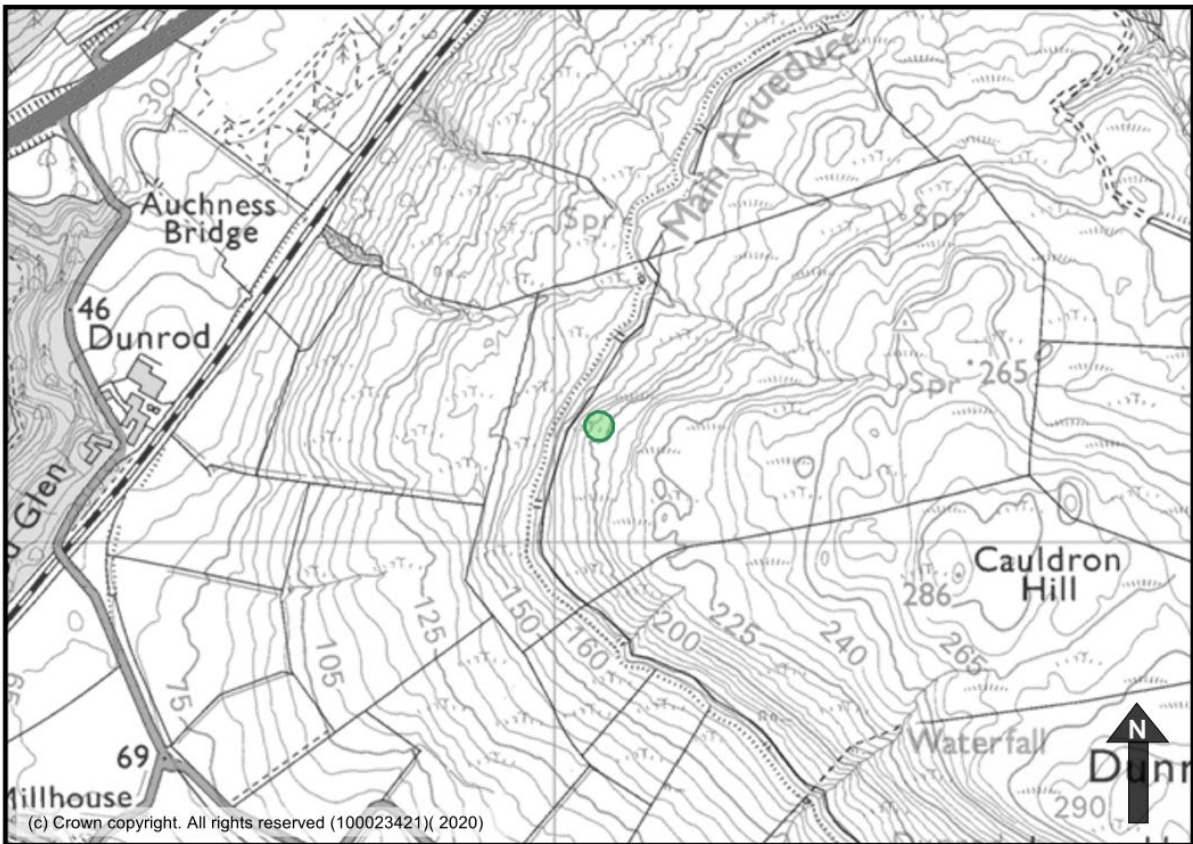 30
Main Aqueduct
Auchness
Bridge
Spr
Spr
46
Dunrod
Spr
265
Glen
Cauldron
Hill
286
150
125
160
200
225
240
265
105
75
69
Waterfall
Dunr
290
Millhouse
N
(c) Crown copyright. All rights reserved (100023421)( 2020)